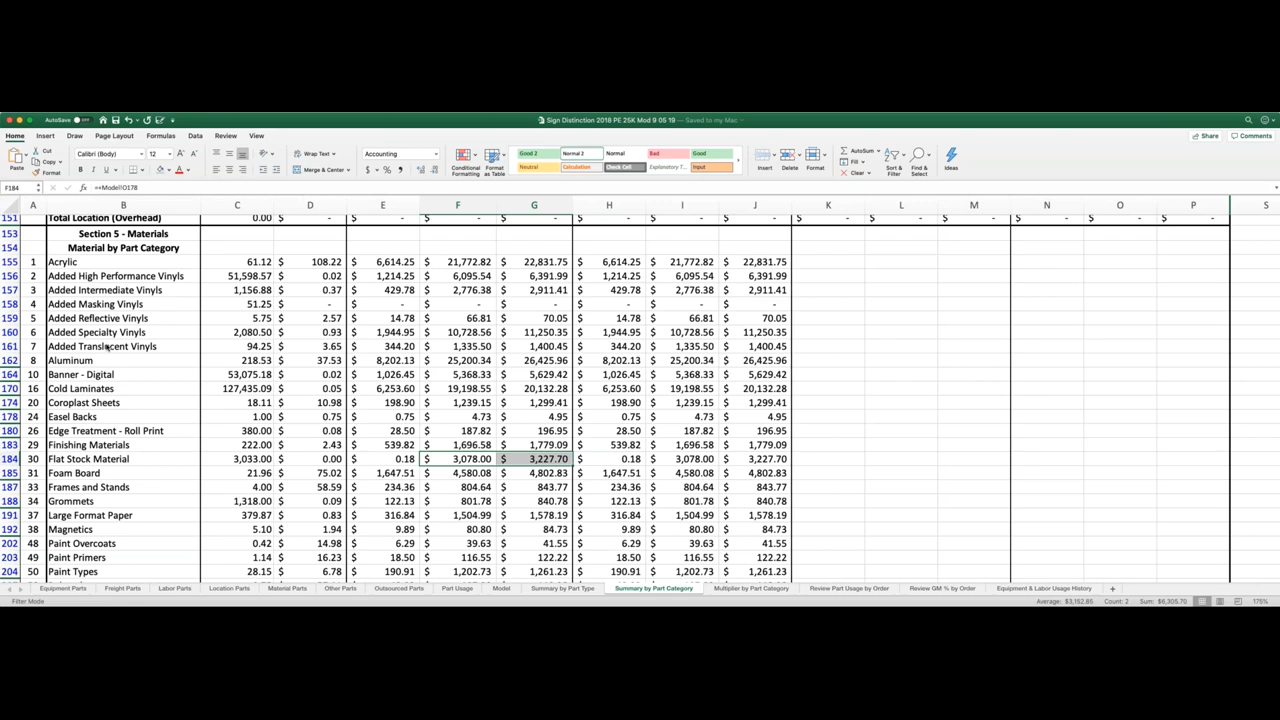 AutoSave OFF
Sign Distinction 2018 PE 25K Mod 9 05 19 — Saved to my Mac
Home Insert Draw Page Layout Formulas Data Review View
Share Comments
Paste
Cut
Copy
Format
Calibri (Body) 12
B I U
Wrap Text
Merge & Center
Accounting
$ % ,
Conditional Formatting
Format as Table
Good 2 Normal 2 Normal Bad Good
Neutral Calculation Check Cell Explanatory T... Input
Insert Delete Format
AutoSum
Fill
Clear
Sort & Filter
Find & Select
Ideas
F184 fx =+Model!O178
A B C D E F G H I J K L M N O P S
151 Total Location (Overhead) 0.00 $ - $ - $ - $ - $ - $ - $ - $ - $ - $ - $ -
153 Section 5 - Materials
154 Material by Part Category
155 1 Acrylic 61.12 $ 108.22 $ 6,614.25 $ 21,772.82 $ 22,831.75 $ 6,614.25 $ 21,772.82 $ 22,831.75
156 2 Added High Performance Vinyls 51,598.57 $ 0.02 $ 1,214.25 $ 6,095.54 $ 6,391.99 $ 1,214.25 $ 6,095.54 $ 6,391.99
157 3 Added Intermediate Vinyls 1,156.88 $ 0.37 $ 429.78 $ 2,776.38 $ 2,911.41 $ 429.78 $ 2,776.38 $ 2,911.41
158 4 Added Masking Vinyls 51.25 $ - $ - $ - $ - $ - $ - $ -
159 5 Added Reflective Vinyls 5.75 $ 2.57 $ 14.78 $ 66.81 $ 70.05 $ 14.78 $ 66.81 $ 70.05
160 6 Added Specialty Vinyls 2,080.50 $ 0.93 $ 1,944.95 $ 10,728.56 $ 11,250.35 $ 1,944.95 $ 10,728.56 $ 11,250.35
161 7 Added Translucent Vinyls 94.25 $ 3.65 $ 344.20 $ 1,335.50 $ 1,400.45 $ 344.20 $ 1,335.50 $ 1,400.45
162 8 Aluminum 218.53 $ 37.53 $ 8,202.13 $ 25,200.34 $ 26,425.96 $ 8,202.13 $ 25,200.34 $ 26,425.96
164 10 Banner - Digital 53,075.18 $ 0.02 $ 1,026.45 $ 5,368.33 $ 5,629.42 $ 1,026.45 $ 5,368.33 $ 5,629.42
170 16 Cold Laminates 127,435.09 $ 0.05 $ 6,253.60 $ 19,198.55 $ 20,132.28 $ 6,253.60 $ 19,198.55 $ 20,132.28
174 20 Coroplast Sheets 18.11 $ 10.98 $ 198.90 $ 1,239.15 $ 1,299.41 $ 198.90 $ 1,239.15 $ 1,299.41
178 24 Easel Backs 1.00 $ 0.75 $ 0.75 $ 4.73 $ 4.95 $ 0.75 $ 4.73 $ 4.95
180 26 Edge Treatment - Roll Print 380.00 $ 0.08 $ 28.50 $ 187.82 $ 196.95 $ 28.50 $ 187.82 $ 196.95
183 29 Finishing Materials 222.00 $ 2.43 $ 539.82 $ 1,696.58 $ 1,779.09 $ 539.82 $ 1,696.58 $ 1,779.09
184 30 Flat Stock Material 3,033.00 $ 0.00 $ 0.18 $ 3,078.00 $ 3,227.70 $ 0.18 $ 3,078.00 $ 3,227.70
185 31 Foam Board 21.96 $ 75.02 $ 1,647.51 $ 4,580.08 $ 4,802.83 $ 1,647.51 $ 4,580.08 $ 4,802.83
187 33 Frames and Stands 4.00 $ 58.59 $ 234.36 $ 804.64 $ 843.77 $ 234.36 $ 804.64 $ 843.77
188 34 Grommets 1,318.00 $ 0.09 $ 122.13 $ 801.78 $ 840.78 $ 122.13 $ 801.78 $ 840.78
191 37 Large Format Paper 379.87 $ 0.83 $ 316.84 $ 1,504.99 $ 1,578.19 $ 316.84 $ 1,504.99 $ 1,578.19
192 38 Magnetics 5.10 $ 1.94 $ 9.89 $ 80.80 $ 84.73 $ 9.89 $ 80.80 $ 84.73
202 48 Paint Overcoats 0.42 $ 14.98 $ 6.29 $ 39.63 $ 41.55 $ 6.29 $ 39.63 $ 41.55
203 49 Paint Primers 1.14 $ 16.23 $ 18.50 $ 116.55 $ 122.22 $ 18.50 $ 116.55 $ 122.22
204 50 Paint Types 28.15 $ 6.78 $ 190.91 $ 1,202.73 $ 1,261.23 $ 190.91 $ 1,202.73 $ 1,261.23
Equipment Parts Freight Parts Labor Parts Location Parts Material Parts Other Parts Outsourced Parts Part Usage Model Summary by Part Type Summary by Part Category Multiplier by Part Category Review Part Usage by Order Review GM % by Order Equipment & Labor Usage History +
Filter Mode Average: $3,152.85 Count: 2 Sum: $6,305.70 175%